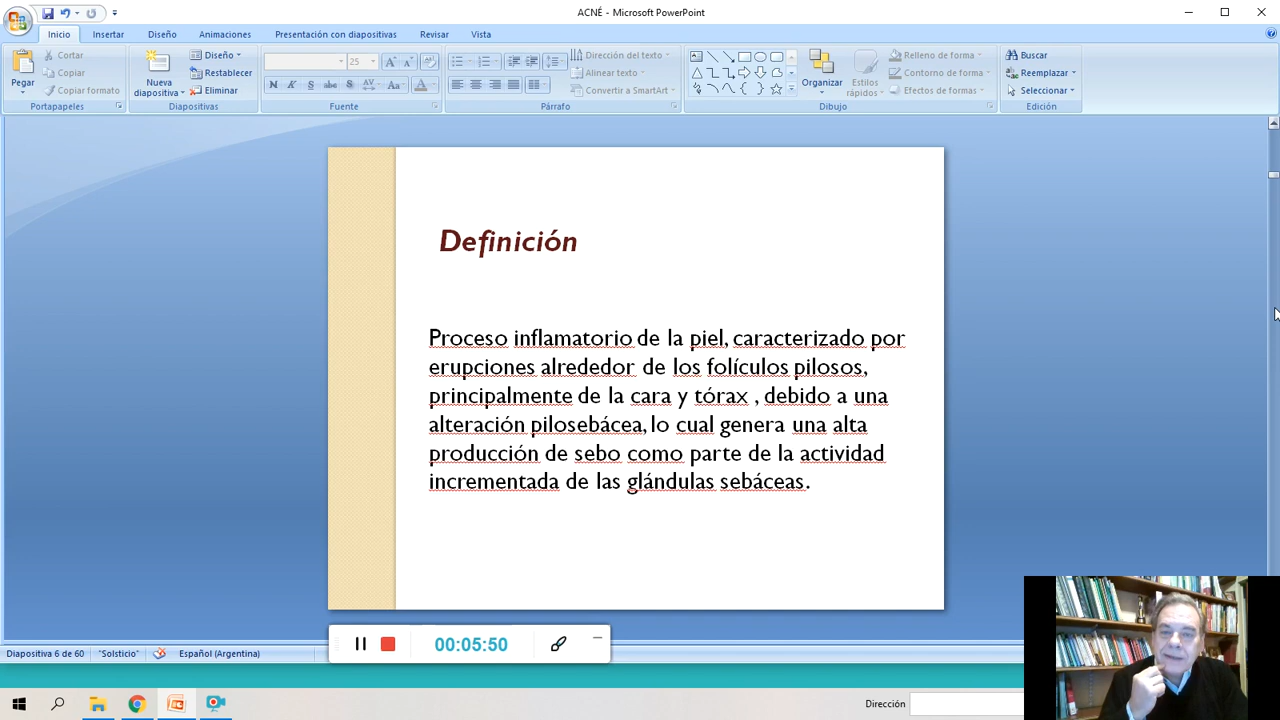 ACNÉ - Microsoft PowerPoint
Inicio Insertar Diseño Animaciones Presentación con diapositivas Revisar Vista
Pegar
Cortar
Copiar
Copiar formato
Portapapeles
Nueva diapositiva
Diseño
Restablecer
Eliminar
Diapositivas
25
Fuente
Dirección del texto
Alinear texto
Convertir a SmartArt
Párrafo
Organizar
Estilos rápidos
Relleno de forma
Contorno de forma
Efectos de formas
Dibujo
Buscar
Reemplazar
Seleccionar
Edición
Definición
Proceso inflamatorio de la piel, caracterizado por
erupciones alrededor de los folículos pilosos,
principalmente de la cara y tórax , debido a una
alteración pilosebácea, lo cual genera una alta
producción de sebo como parte de la actividad
incrementada de las glándulas sebáceas.
00:05:50
Diapositiva 6 de 60 "Solsticio" Español (Argentina)
Dirección